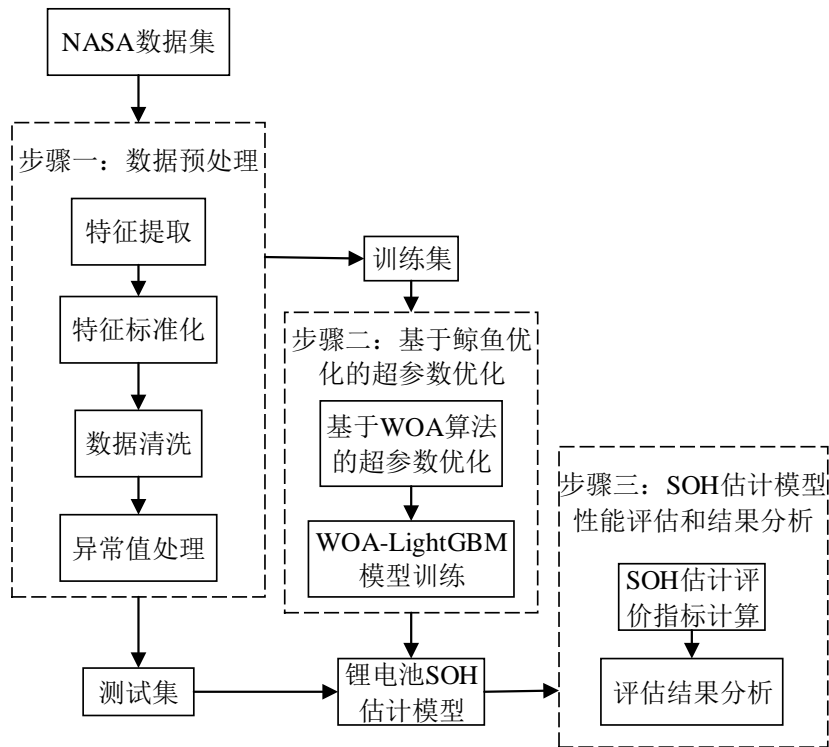 NASA数据集
步骤一：数据预处理
特征提取
特征标准化
数据清洗
异常值处理
测试集
训练集
步骤二：基于鲸鱼优
化的超参数优化
基于WOA算法
的超参数优化
WOA-LightGBM
模型训练
锂电池SOH
估计模型
步骤三：SOH估计模型
性能评估和结果分析
SOH估计评
价指标计算
评估结果分析